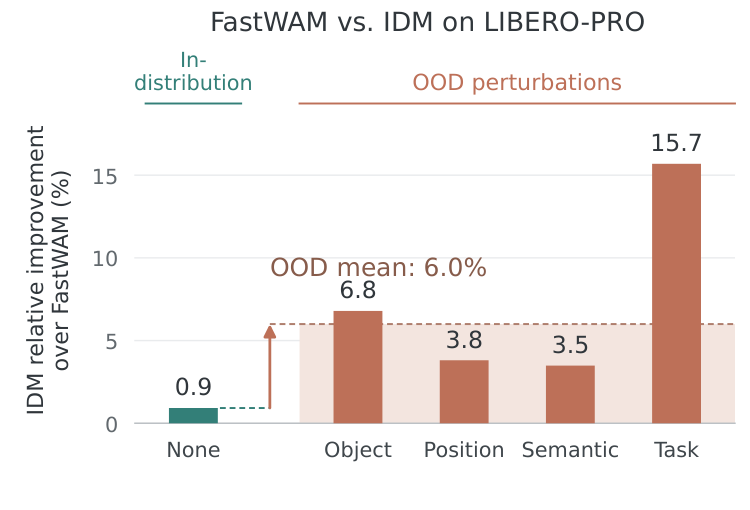 FastWAM vs. IDM on LIBERO-PRO
In-
distribution
OOD perturbations
IDM relative improvement
over FastWAM (%)
15
10
5
0
OOD mean: 6.0%
0.9
6.8
3.8
3.5
15.7
None
Object
Position
Semantic
Task